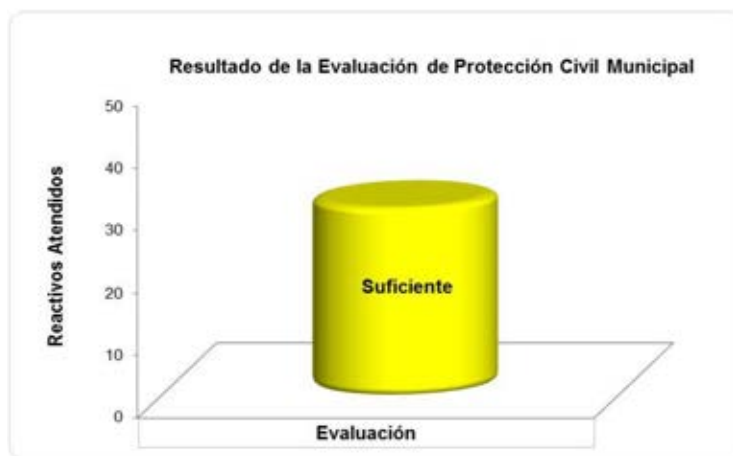 Resultado de la Evaluación de Protección Civil Municipal
Reactivos Atendidos
50
40
30
20
10
0
Suficiente
Evaluación